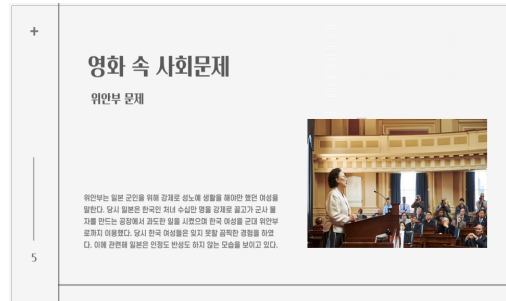 +
영화 속 사회문제
위안부 문제
위안부는 일본 군인을 위해 강제로 성노예 생활을 해야만 했던 여성을
말한다. 당시 일본은 한국인 처녀 수십만 명을 강제로 끌고가 군사 물
자를 만드는 공장에서 과도한 일을 시켰으며 한국 여성을 군대 위안부
로까지 이용했다. 당시 한국 여성들은 잊지 못할 끔찍한 경험을 하였
다. 이에 관련해 일본은 인정도 반성도 하지 않는 모습을 보이고 있다.
5